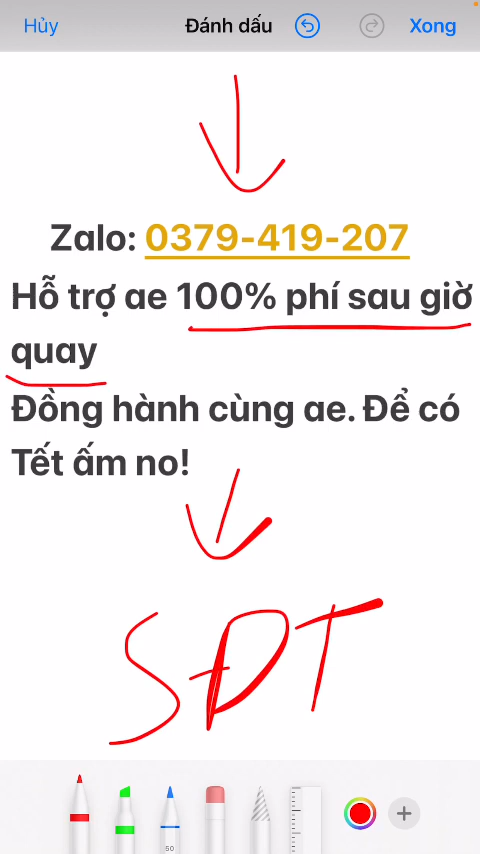 Hủy Đánh dấu Xong
Zalo: 0379-419-207
Hỗ trợ ae 100% phí sau giờ
quay
Đồng hành cùng ae. Để có
Tết ấm no!
SĐT
50